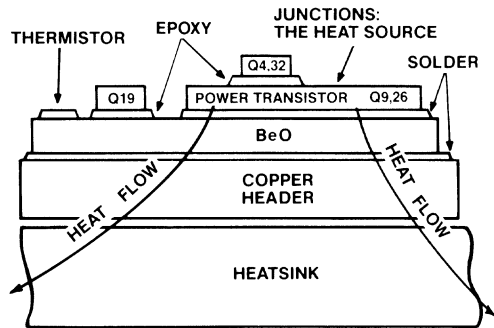 JUNCTIONS:
THE HEAT SOURCE
EPOXY
THERMISTOR
SOLDER
Q4,32
Q19
POWER TRANSISTOR Q9,26
BeO
HEAT FLOW
HEAT FLOW
COPPER
HEADER
HEATSINK